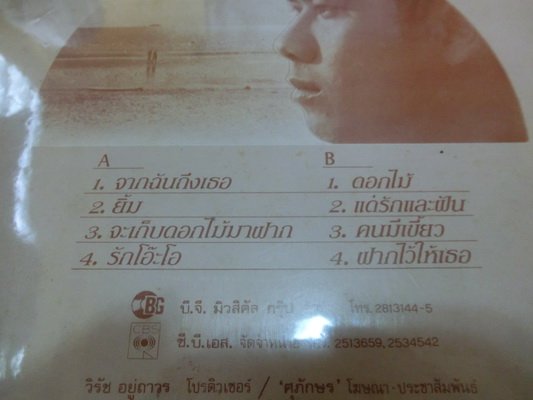 A
1. จากฉันถึงเธอ
2. ยิ้ม
3. จะเก็บดอกไม้มาฝาก
4. รักโอ๊ะโอ
B
1. ดอกไม้
2. แด่รักและฝัน
3. คนมีเขี้ยว
4. ฝากไว้ให้เธอ
BG บี.จี. มิวสิคัล กรุ๊ป โทร. 2813144-5
CBS ซี.บี.เอส. จัดจำหน่าย โทร. 2513659, 2534542
วิรัช อยู่ถาวร โปรดิวเซอร์ / 'ศุภักษร' โฆษณา-ประชาสัมพันธ์